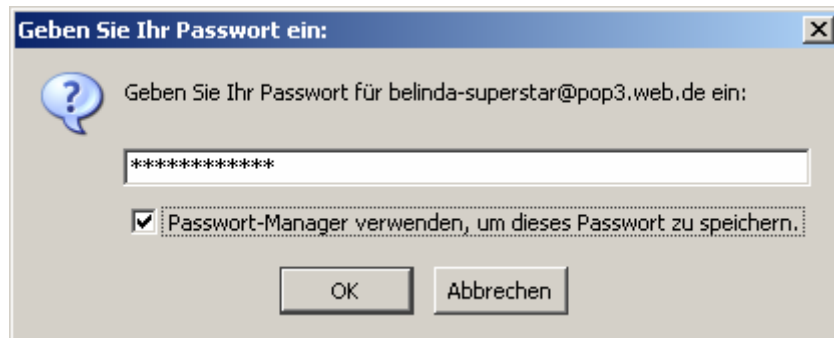 Geben Sie Ihr Passwort ein:
Geben Sie Ihr Passwort für belinda-superstar@pop3.web.de ein:
************
Passwort-Manager verwenden, um dieses Passwort zu speichern.
OK Abbrechen